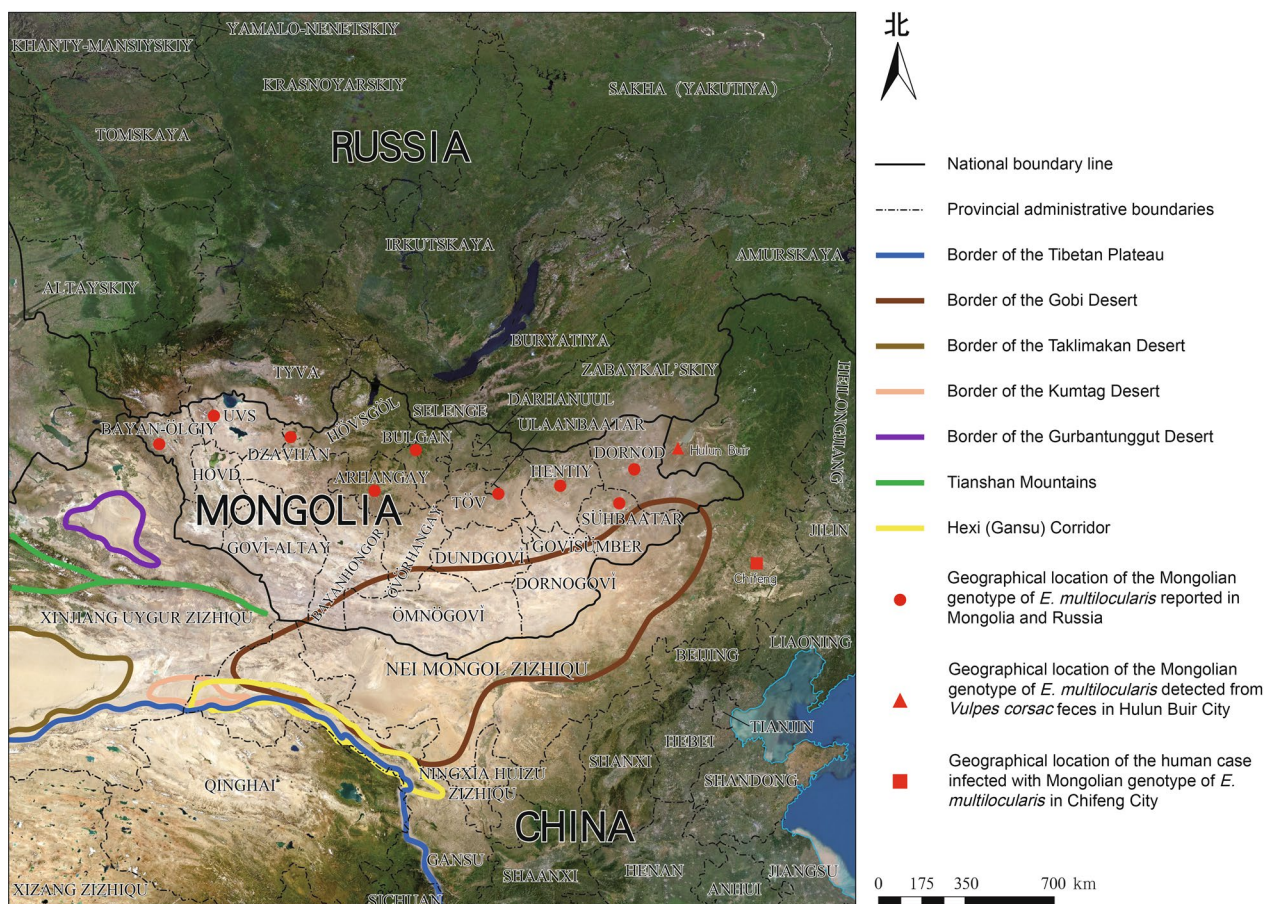 KHANTY-MANSIYSKIY
YAMALO-NENETSKIY
KRASNOYARSKIY
SAKHA (YAKUTIYA)
TOMSKAYA
RUSSIA
IRKUTSKAYA
AMURSKAYA
ALTAYSKIY
BURYATIYA
ZABAYKAL'SKIY
TYVA
HEILONGJIANG
DARHANUUL
HÖVSGÖL
SELENGE
UVS
ULAANBAATAR
BAYAN-ÖLGIY
BULGAN
DZAVHAN
DORNOD
Hulun Buir
HOVD
ARHANGAY
HENTIY
TÖV
MONGOLIA
SÜHBAATAR
JILIN
GOVĪ-ALTAY
GOVĪSÜMBER
DUNDGOVĪ
BAYANHONGOR
ÖVÖRHANGAY
DORNOGOVĪ
Chifeng
XINJIANG UYGUR ZIZHIQU
ÖMNÖGOVĪ
LIAONING
NEI MONGOL ZIZHIQU
BEIJING
TIANJIN
HEBEI
SHANXI
NINGXIA HUIZU
ZIZHIQU
SHANDONG
QINGHAI
CHINA
GANSU
SHAANXI
HENAN
JIANGSU
XIZANG ZIZHIQU
SICHUAN
ANHUI
北
National boundary line
Provincial administrative boundaries
Border of the Tibetan Plateau
Border of the Gobi Desert
Border of the Taklimakan Desert
Border of the Kumtag Desert
Border of the Gurbantunggut Desert
Tianshan Mountains
Hexi (Gansu) Corridor
Geographical location of the Mongolian
genotype of E. multilocularis reported in
Mongolia and Russia
Geographical location of the Mongolian
genotype of E. multilocularis detected from
Vulpes corsac feces in Hulun Buir City
Geographical location of the human case
infected with Mongolian genotype of E.
multilocularis in Chifeng City
0 175 350 700 km